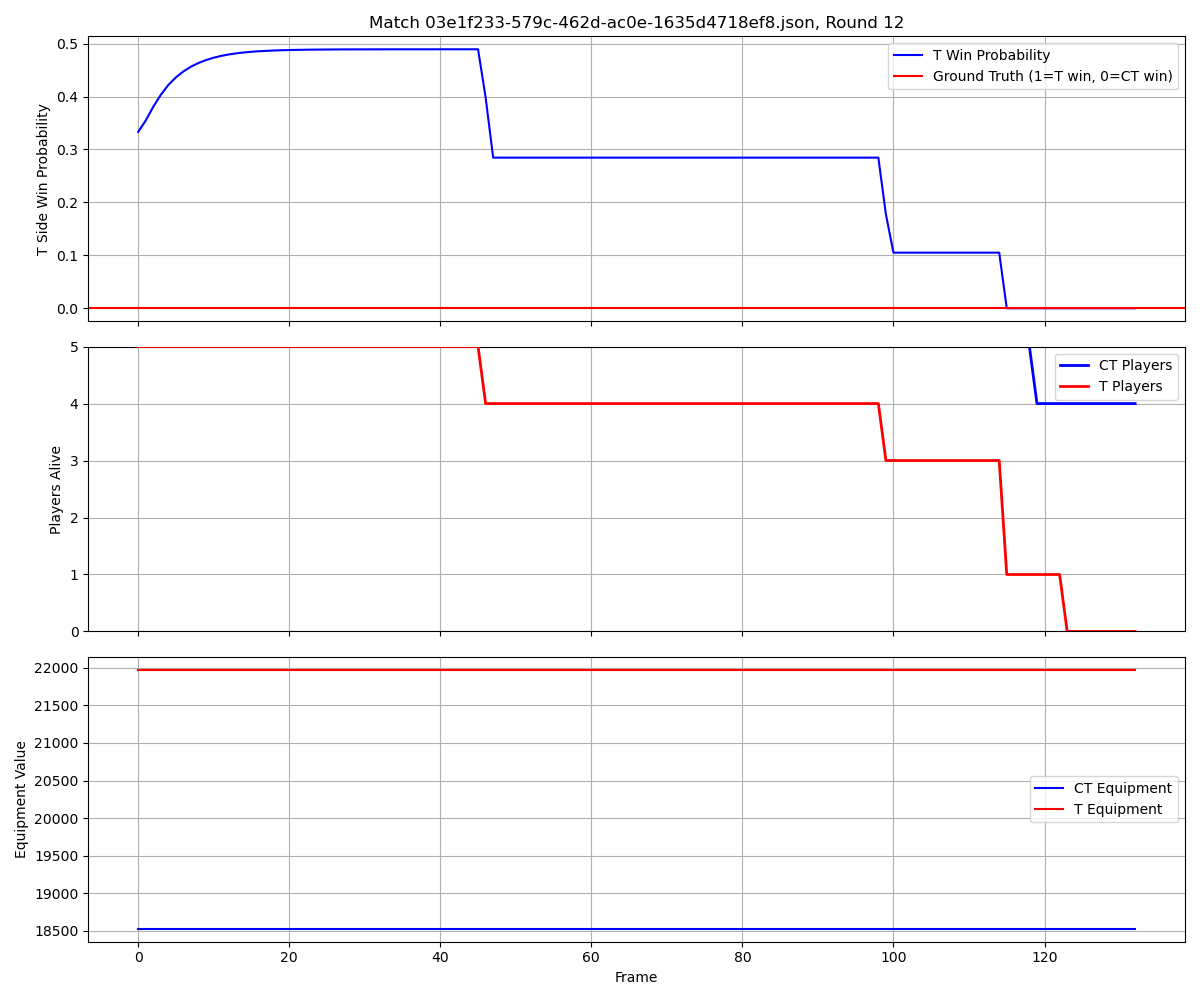 Match 03e1f233-579c-462d-ac0e-1635d4718ef8.json, Round 12
T Side Win Probability
0.5
0.4
0.3
0.2
0.1
0.0
T Win Probability
Ground Truth (1=T win, 0=CT win)
Players Alive
5
4
3
2
1
0
CT Players
T Players
Equipment Value
22000
21500
21000
20500
20000
19500
19000
18500
CT Equipment
T Equipment
0 20 40 60 80 100 120
Frame